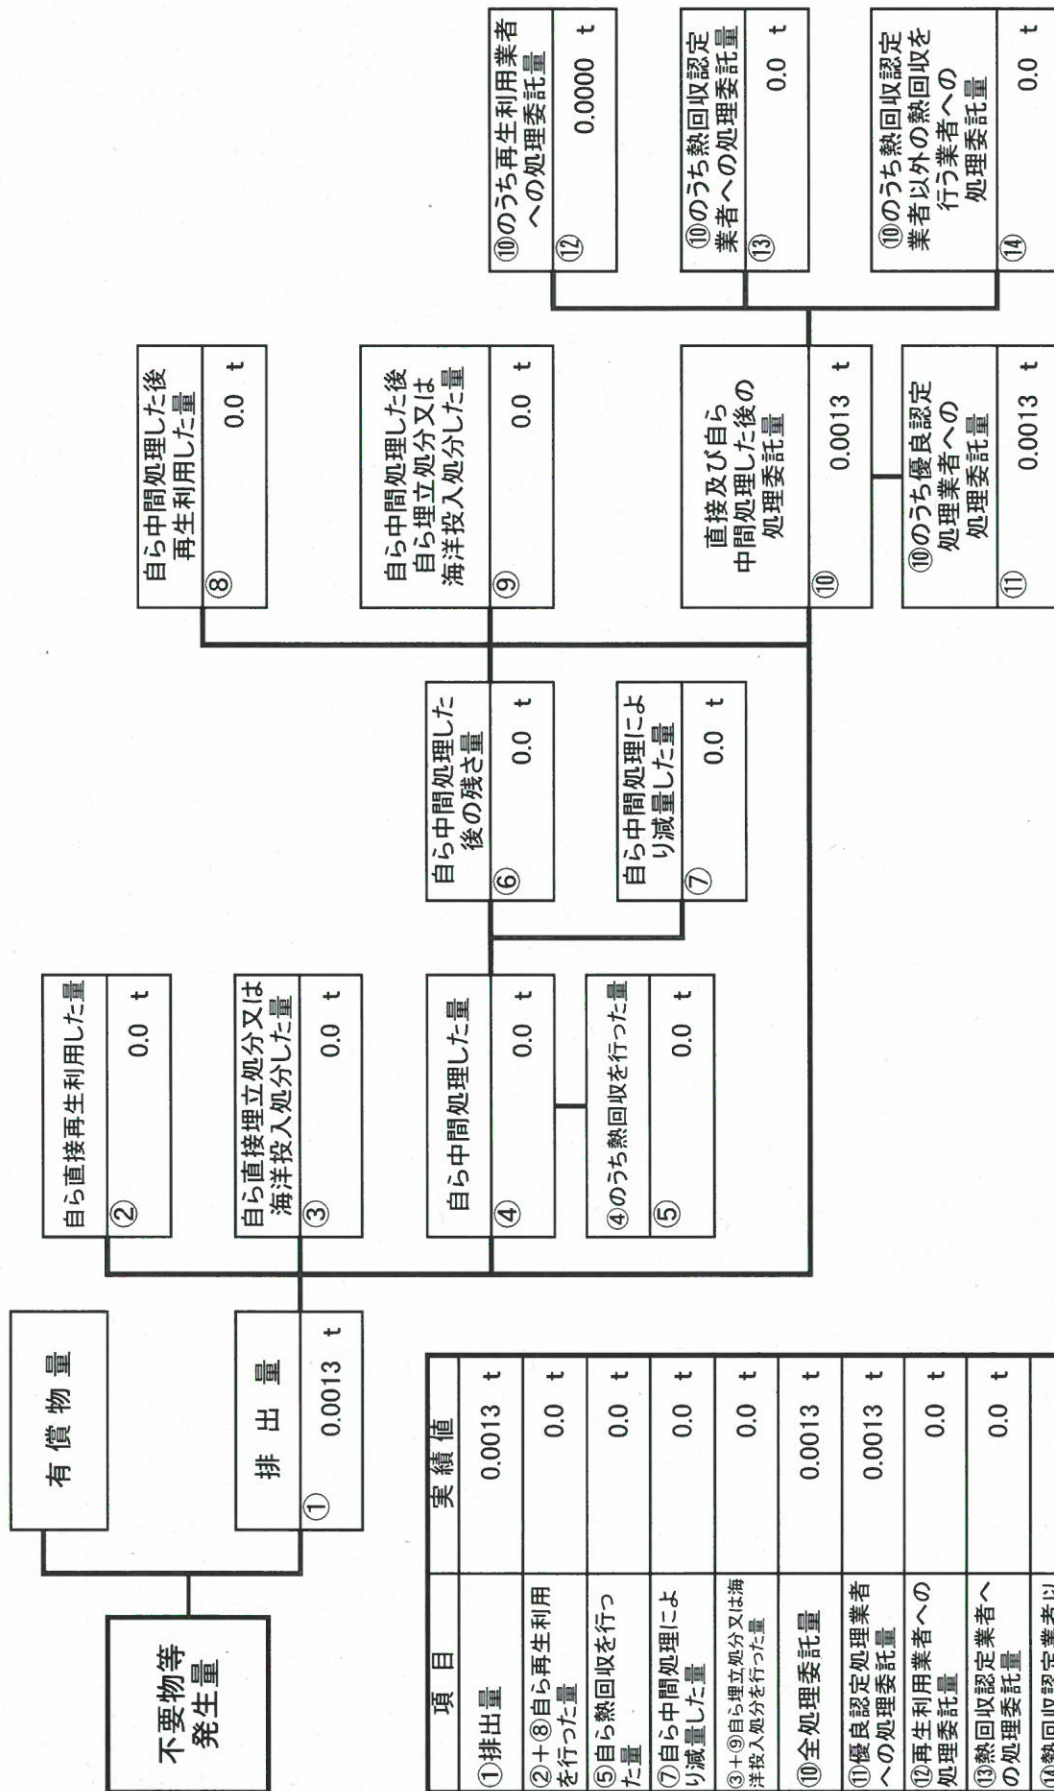 不要物等
発生量
有償物量
排出量
① 0.0013 t
自ら直接再生利用した量
② 0.0 t
自ら直接埋立処分又は
海洋投入処分した量
③ 0.0 t
自ら中間処理した量
④ 0.0 t
④のうち熱回収を行った量
⑤ 0.0 t
自ら中間処理した
後の残さ量
⑥ 0.0 t
自ら中間処理によ
り減量した量
⑦ 0.0 t
自ら中間処理した後
再生利用した量
⑧ 0.0 t
自ら中間処理した後
自ら埋立処分又は
海洋投入処分した量
⑨ 0.0 t
直接及び自ら
中間処理した後の
処理委託量
⑩ 0.0013 t
⑩のうち優良認定
処理業者への
処理委託量
⑪ 0.0013 t
⑩のうち再生利用業者
への処理委託量
⑫ 0.0000 t
⑩のうち熱回収認定
業者への処理委託量
⑬ 0.0 t
⑩のうち熱回収認定
業者以外の熱回収を
行う業者への
処理委託量
⑭ 0.0 t
項目 実績値
①排出量 0.0013 t
②+⑧自ら再生利用
を行った量 0.0 t
⑤自ら熱回収を行っ
た量 0.0 t
⑦自ら中間処理によ
り減量した量 0.0 t
③+⑨自ら埋立処分又は海
洋投入処分を行った量 0.0 t
⑩全処理委託量 0.0013 t
⑪優良認定処理業者
への処理委託量 0.0013 t
⑫再生利用業者への
処理委託量 0.0 t
⑬熱回収認定業者へ
の処理委託量 0.0 t
⑭熱回収認定業者以